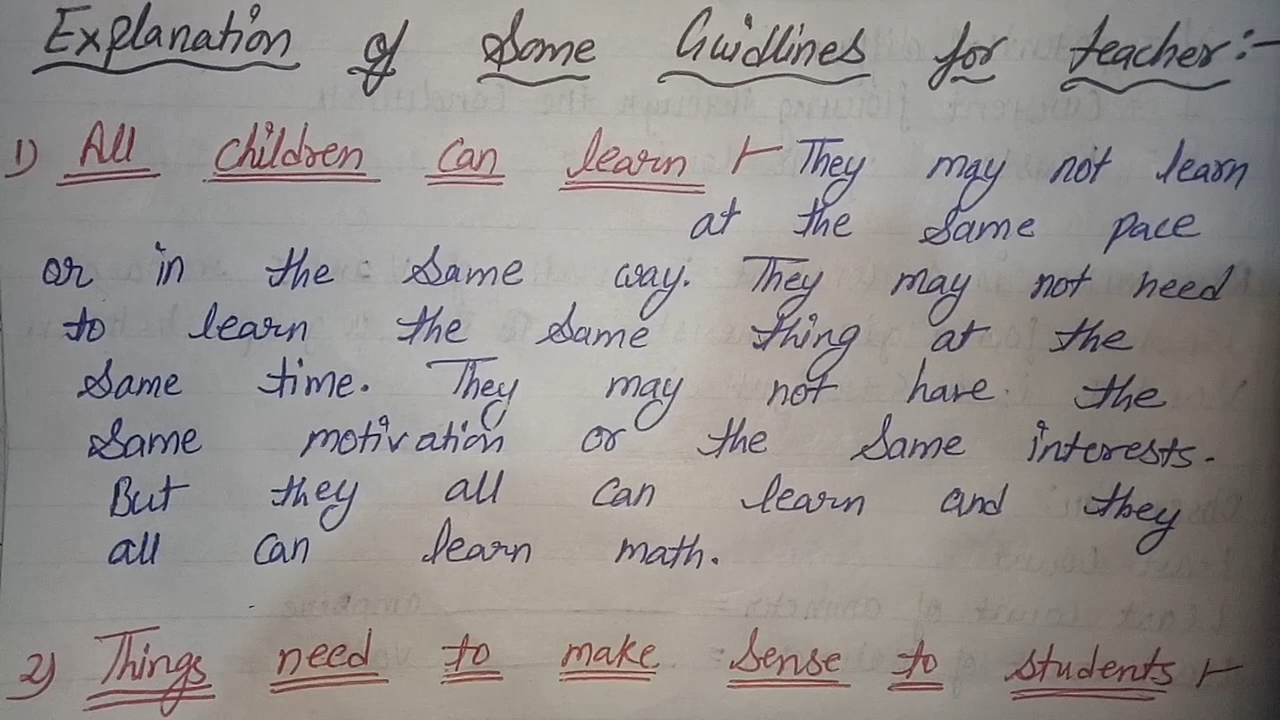 Explanation of Some Guidlines for teacher:-
1) All children can learn :- They may not learn
at the same pace
or in the same way. They may not need
to learn the same thing at the
same time. They may not have the
same motivation or the same interests.
But they all can learn and they
all can learn math.
2) Things need to make sense to students :-